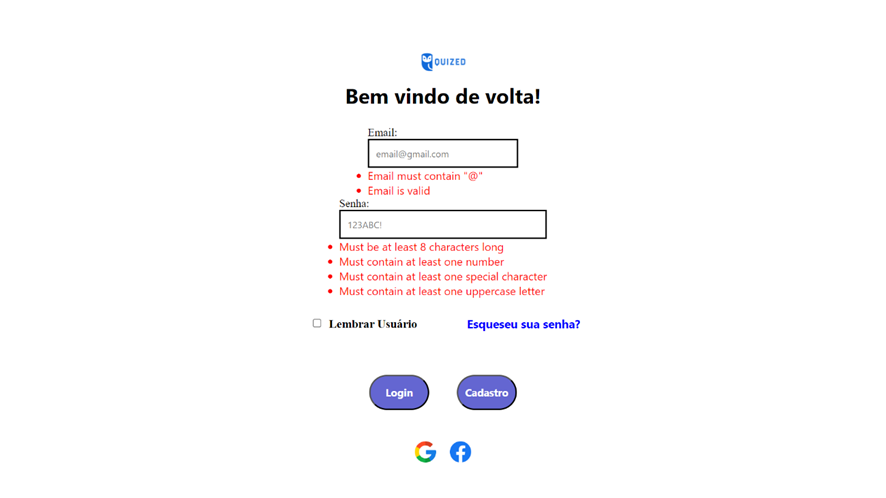 QUIZED
Bem vindo de volta!
Email:
email@gmail.com
Email must contain "@"
Email is valid
Senha:
123ABC!
Must be at least 8 characters long
Must contain at least one number
Must contain at least one special character
Must contain at least one uppercase letter
Lembrar Usuário Esqueseu sua senha?
Login Cadastro